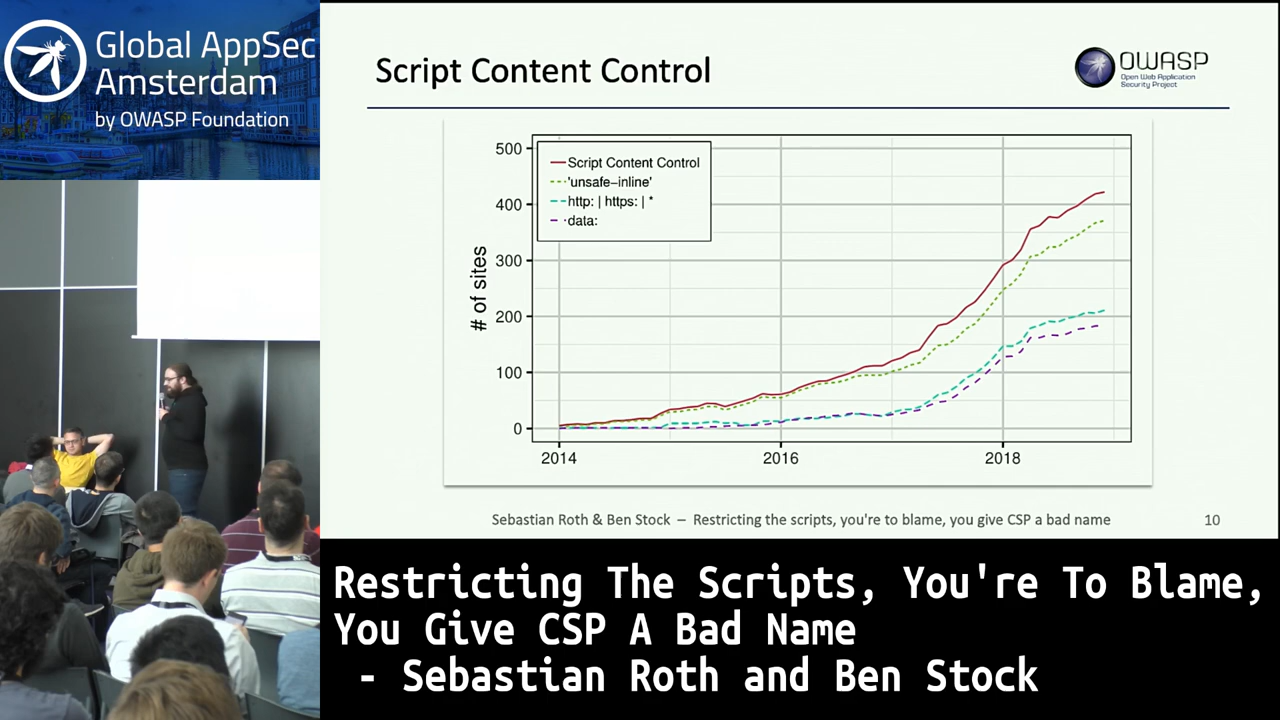 Global AppSec
Amsterdam
by OWASP Foundation
Script Content Control
OWASP
Open Web Application
Security Project
500
400
300
200
100
0
# of sites
Script Content Control
'unsafe-inline'
http: | https: | *
data:
2014
2016
2018
Sebastian Roth & Ben Stock – Restricting the scripts, you're to blame, you give CSP a bad name
10
Restricting The Scripts, You're To Blame,
You Give CSP A Bad Name
- Sebastian Roth and Ben Stock